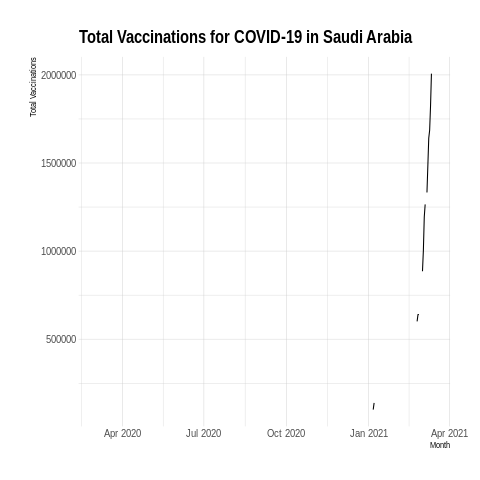 Total Vaccinations for COVID-19 in Saudi Arabia
Total Vaccinations
2000000
1500000
1000000
500000
Apr 2020 Jul 2020 Oct 2020 Jan 2021 Apr 2021
Month